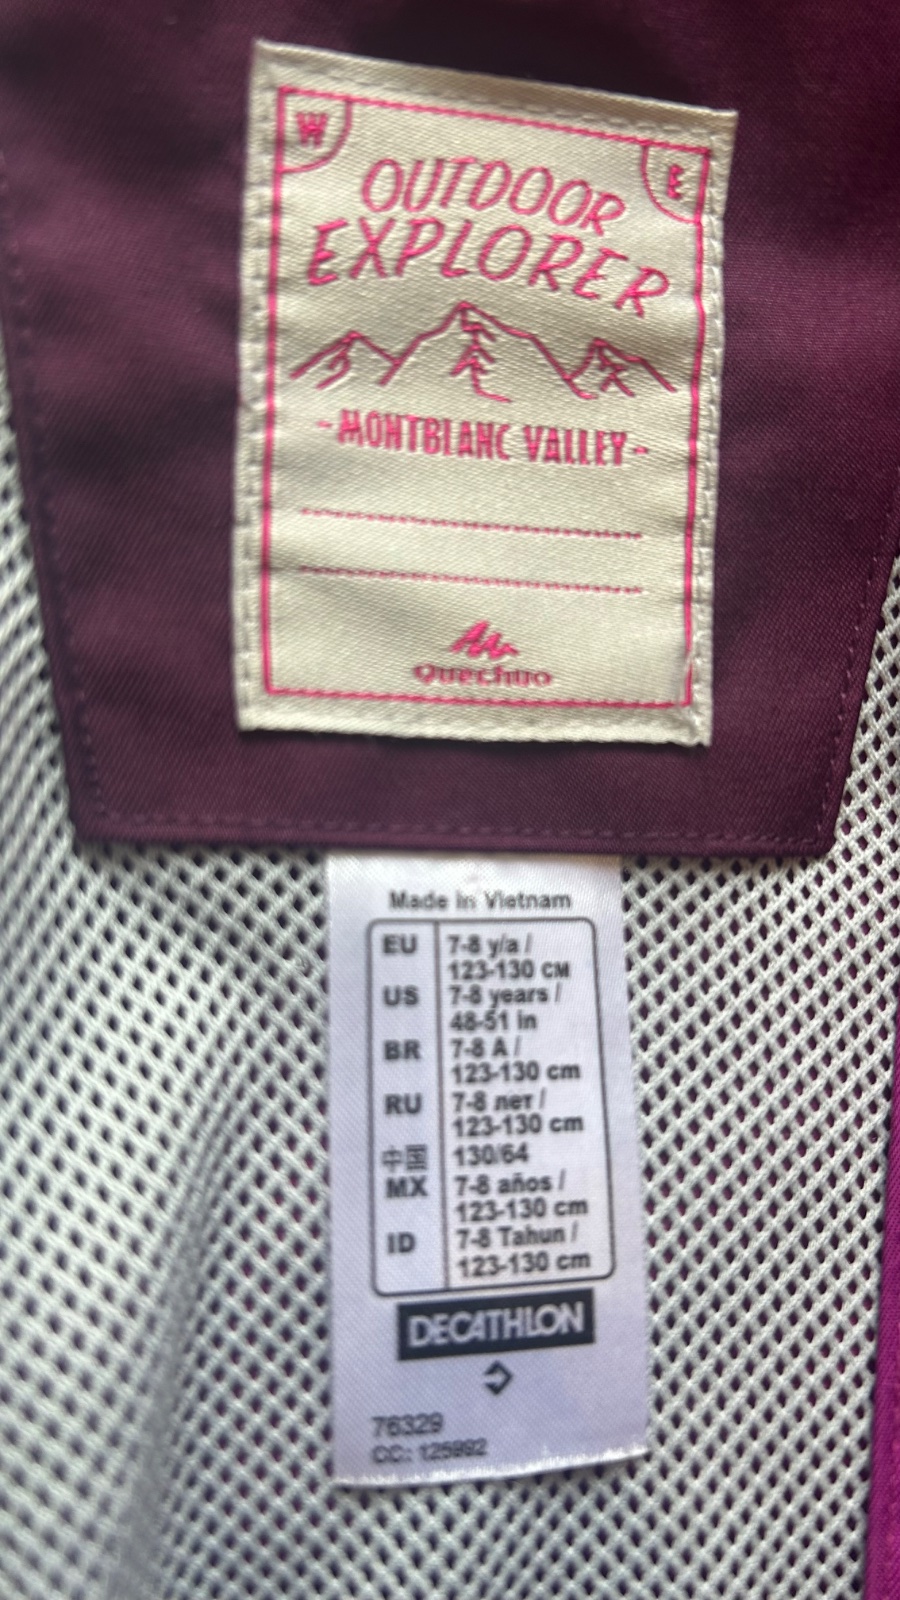 W
E
OUTDOOR
EXPLORER
-MONTBLANC VALLEY-
Quechua
Made in Vietnam
EU 7-8 y/a /
123-130 CM
US 7-8 years /
48-51 in
BR 7-8 A /
123-130 cm
RU 7-8 лет /
123-130 cm
中国 130/64
MX 7-8 años /
123-130 cm
ID 7-8 Tahun /
123-130 cm
DECATHLON
76329
CC: 125992